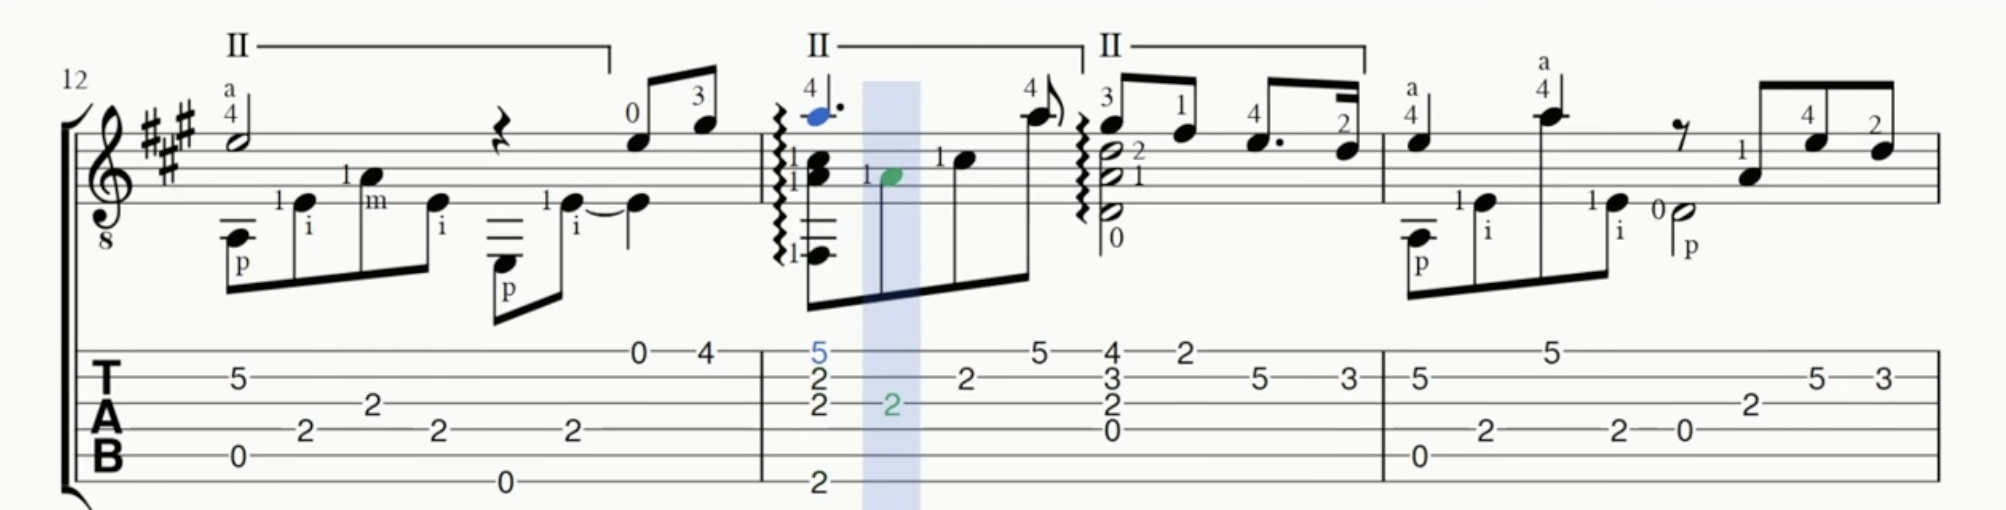 II II II
12
a a a
4 0 3 4 4 3 1 4 2 4 4 1 4 2
1 1 1 1 1 1 1 2 1 1 1 0
i m i i 1 0 i i
8 p p p p
0 4 5 5 4 2 5
T 5 2 2 3 5 3 5 5 3
A 2 2 2 2 2
2 2 2 0 2 2 0
B 0 0
0 2